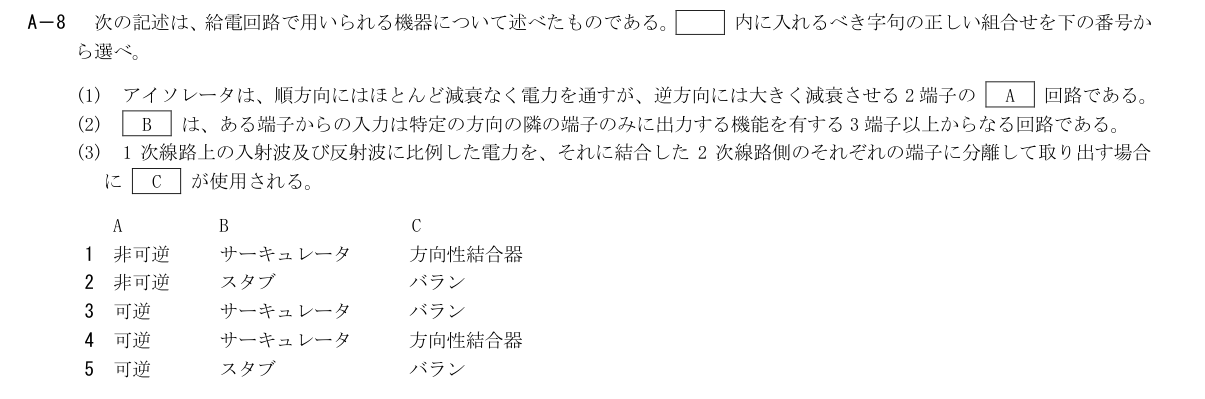 A－8 次の記述は、給電回路で用いられる機器について述べたものである。 内に入れるべき字句の正しい組合せを下の番号か
ら選べ。
(1) アイソレータは、順方向にはほとんど減衰なく電力を通すが、逆方向には大きく減衰させる2端子の A 回路である。
(2) B は、ある端子からの入力は特定の方向の隣の端子のみに出力する機能を有する3端子以上からなる回路である。
(3) 1次線路上の入射波及び反射波に比例した電力を、それに結合した2次線路側のそれぞれの端子に分離して取り出す場合
に C が使用される。
A B C
1 非可逆 サーキュレータ 方向性結合器
2 非可逆 スタブ バラン
3 可逆 サーキュレータ バラン
4 可逆 サーキュレータ 方向性結合器
5 可逆 スタブ バラン